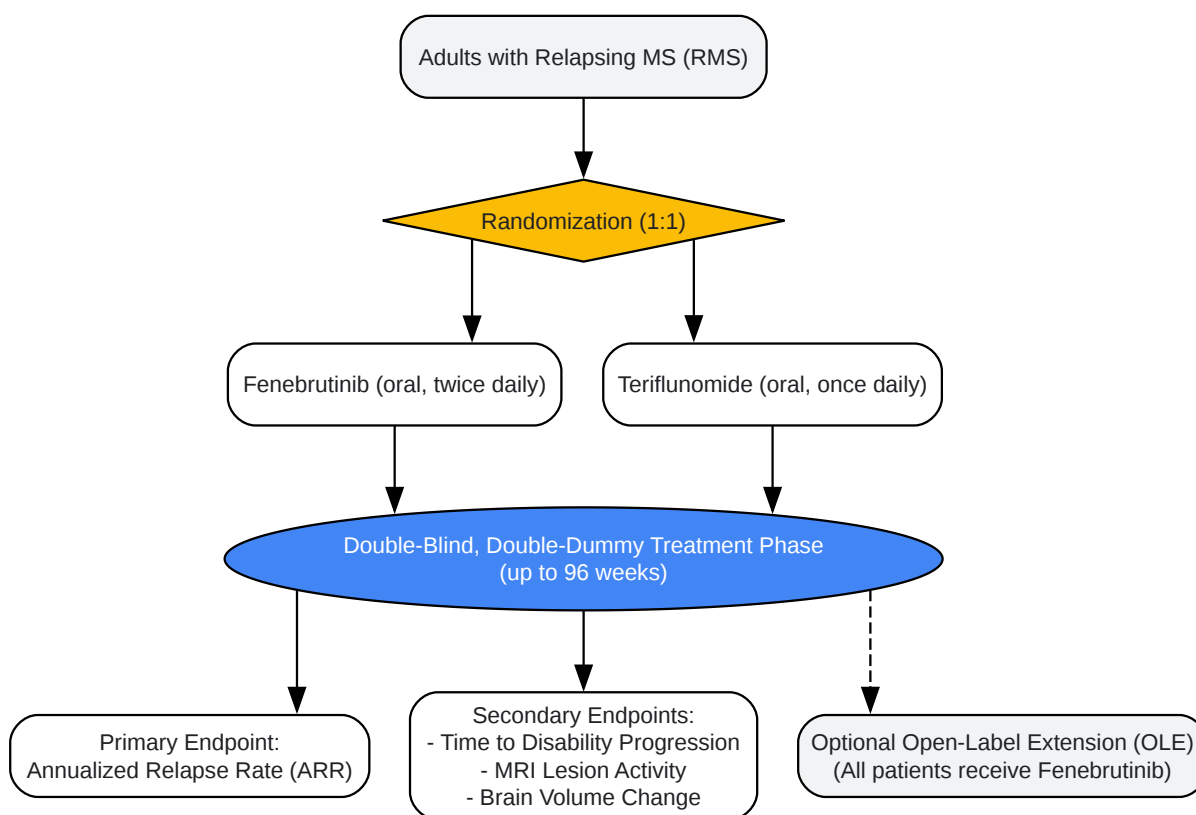 Adults with Relapsing MS (RMS)
Randomization (1:1)
Fenebrutinib (oral, twice daily)
Teriflunomide (oral, once daily)
Double-Blind, Double-Dummy Treatment Phase
(up to 96 weeks)
Primary Endpoint:
Annualized Relapse Rate (ARR)
Secondary Endpoints:
- Time to Disability Progression
- MRI Lesion Activity
- Brain Volume Change
Optional Open-Label Extension (OLE)
(All patients receive Fenebrutinib)